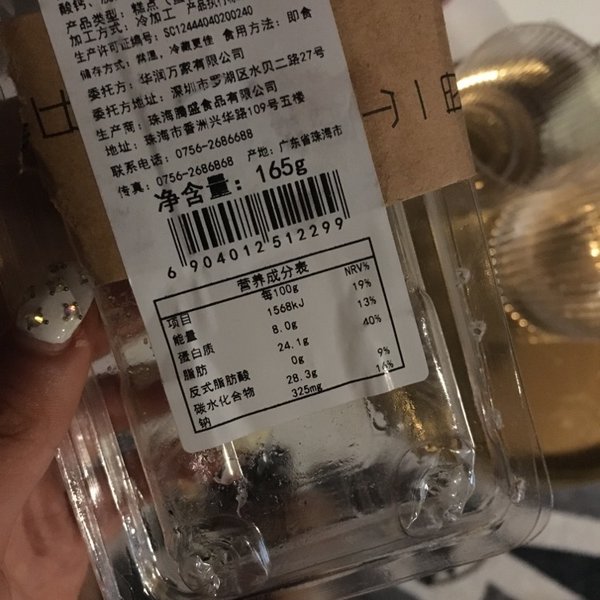 产品类型：糕点
加工方式：冷加工
生产许可证编号：SC12444040200240
储存方式：常温，冷藏更佳 食用方法：即食
委托方：华润万家有限公司
委托方地址：深圳市罗湖区水贝二路27号
生产商：珠海腾盛食品有限公司
地址：珠海市香洲兴华路109号五楼
联系电话：0756-2686688
传真：0756-2686868 产地：广东省珠海市
净含量：165g
6 904012 512299
营养成分表
项目 每100g NRV%
能量 1568kJ 19%
蛋白质 8.0g 13%
脂肪 24.1g 40%
反式脂肪酸 0g
碳水化合物 28.3g 9%
钠 325mg